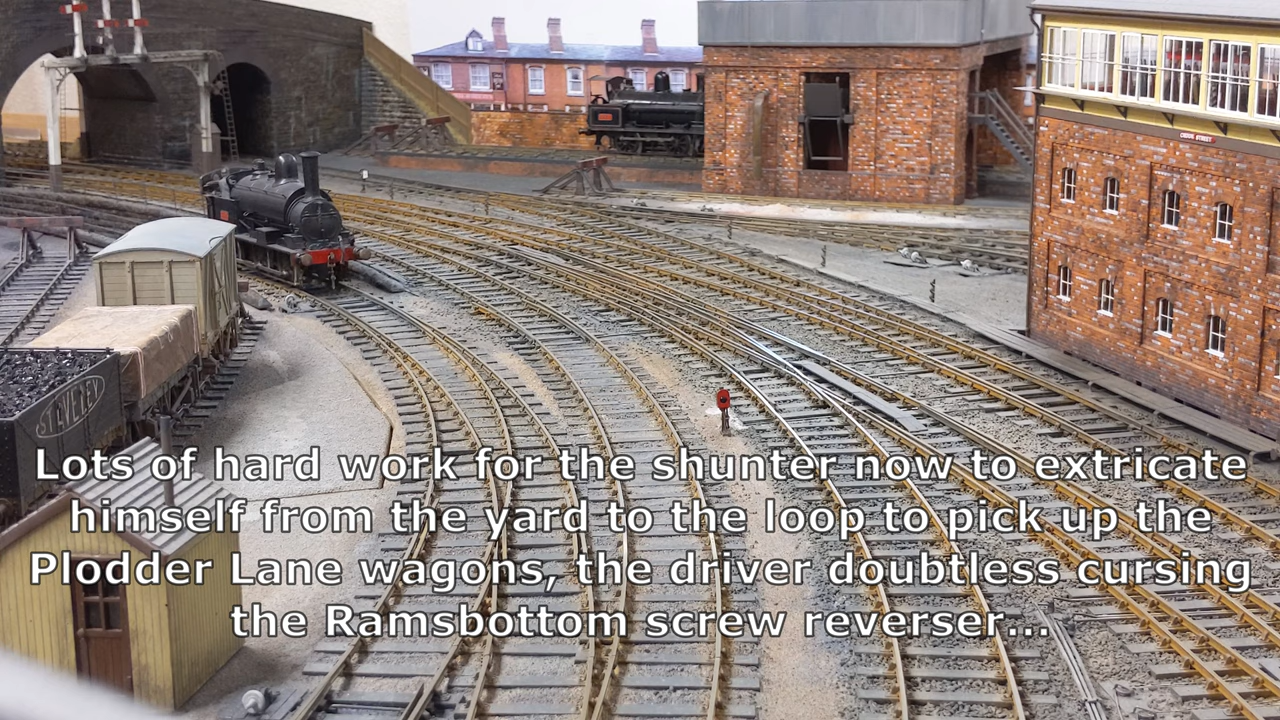 STAVELEY
Lots of hard work for the shunter now to extricate
himself from the yard to the loop to pick up the
Plodder Lane wagons, the driver doubtless cursing
the Ramsbottom screw reverser...